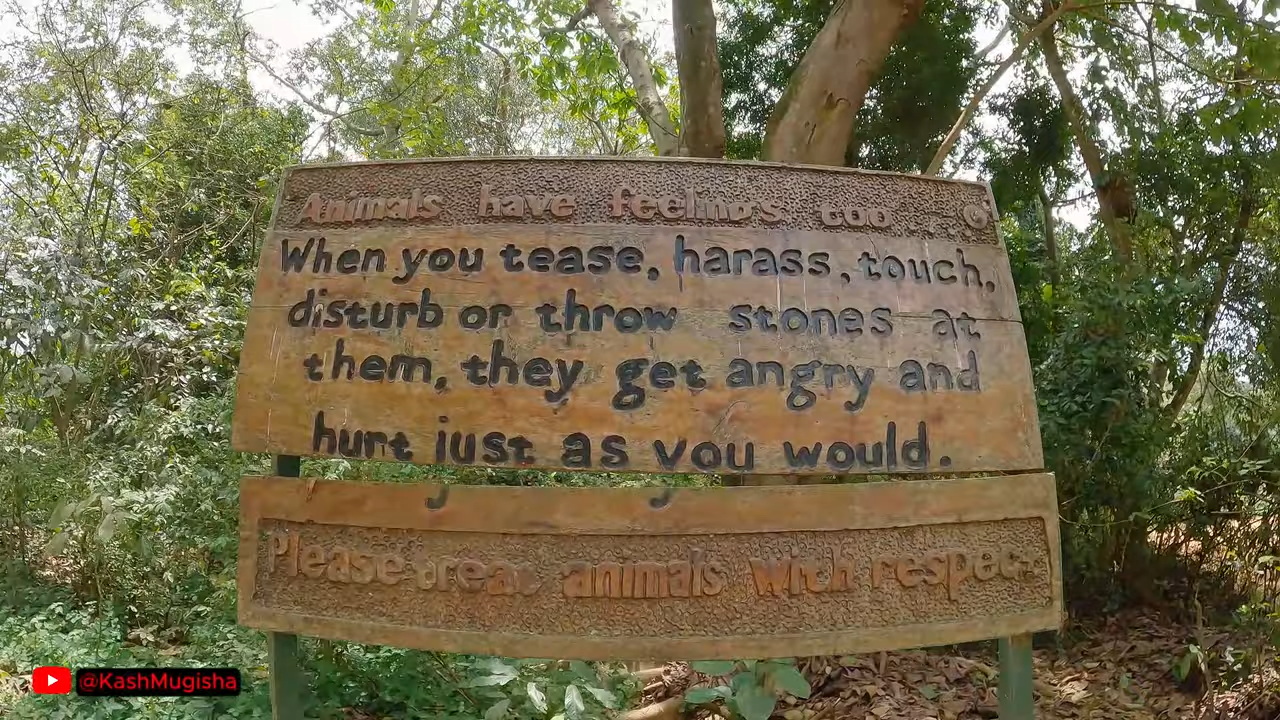 Animals have feelings too
When you tease, harass, touch,
disturb or throw stones at
them, they get angry and
hurt just as you would.
Please treat animals with respect
@KashMugisha